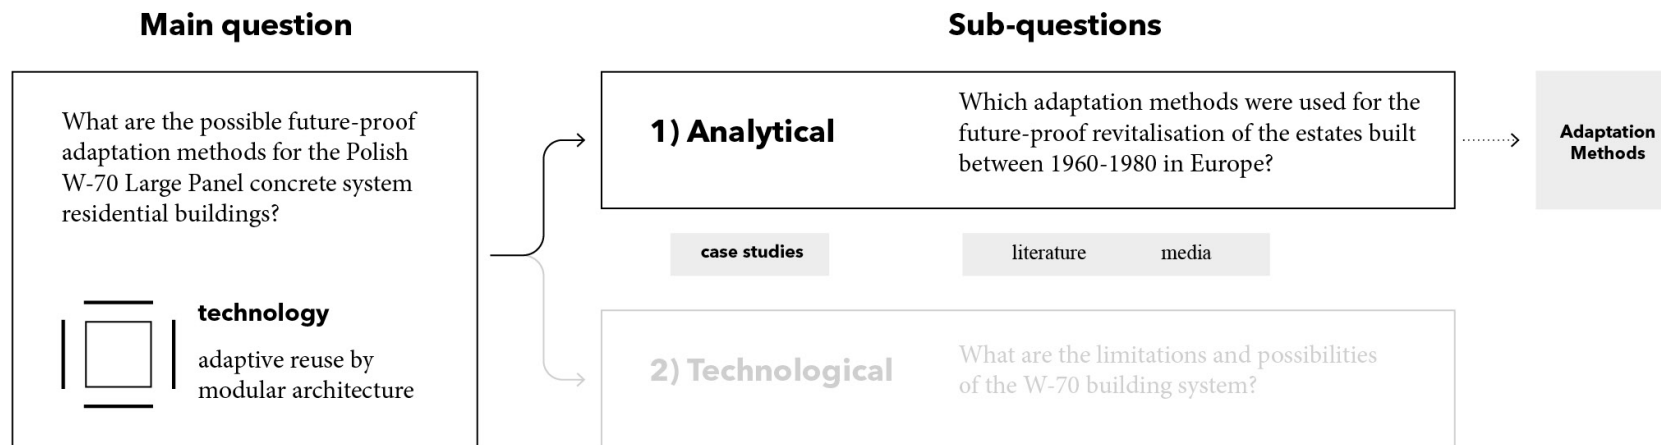 Main question
What are the possible future-proof
adaptation methods for the Polish
W-70 Large Panel concrete system
residential buildings?
technology
adaptive reuse by
modular architecture
Sub-questions
1) Analytical
Which adaptation methods were used for the
future-proof revitalisation of the estates built
between 1960-1980 in Europe?
Adaptation
Methods
case studies
literature media
2) Technological
What are the limitations and possibilities
of the W-70 building system?